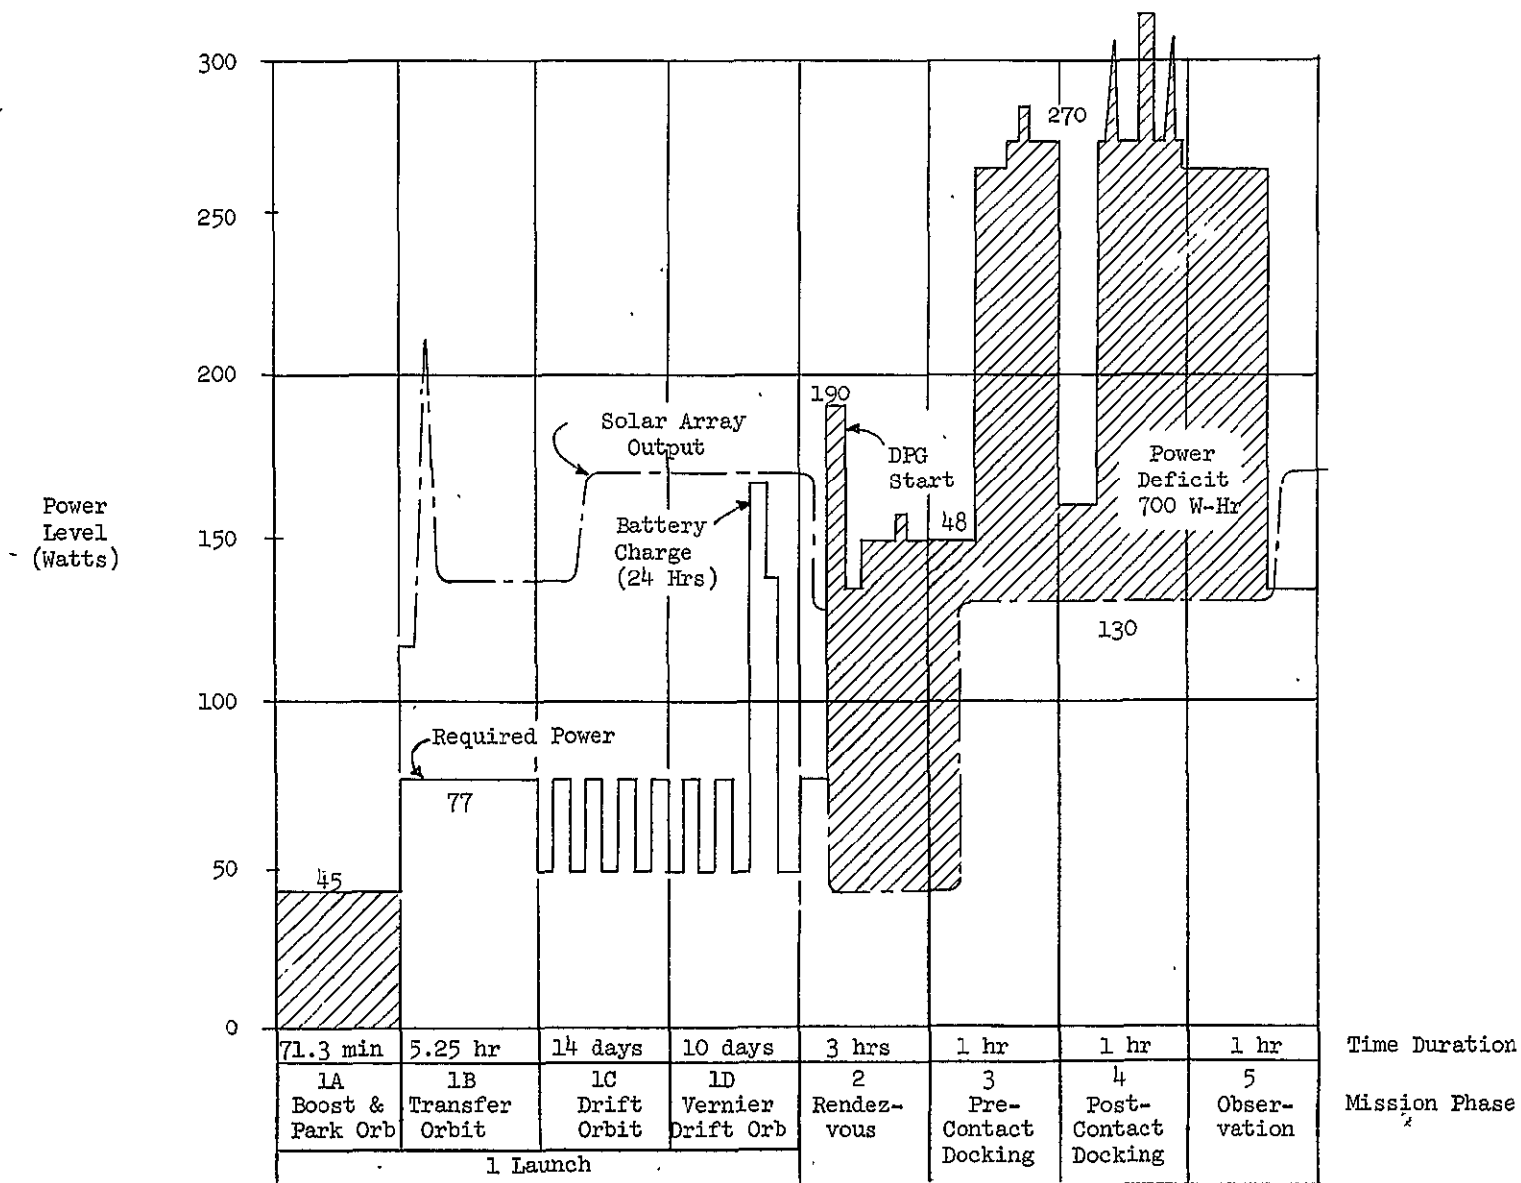 300
250
200
150
100
50
0
Power
Level
(Watts)
270
190
Solar Array
Output
DPG
Start
Battery
Charge
(24 Hrs)
48
Power
Deficit
700 W-Hr
130
Required Power
77
45
71.3 min 5.25 hr 14 days 10 days 3 hrs 1 hr 1 hr 1 hr Time Duration
1A 1B 1C 1D 2 3 4 5
Boost & Transfer Drift Vernier Rendez- Pre- Post- Obser- Mission Phase
Park Orb Orbit Orbit Drift Orb vous Contact Contact vation
Docking Docking
1 Launch